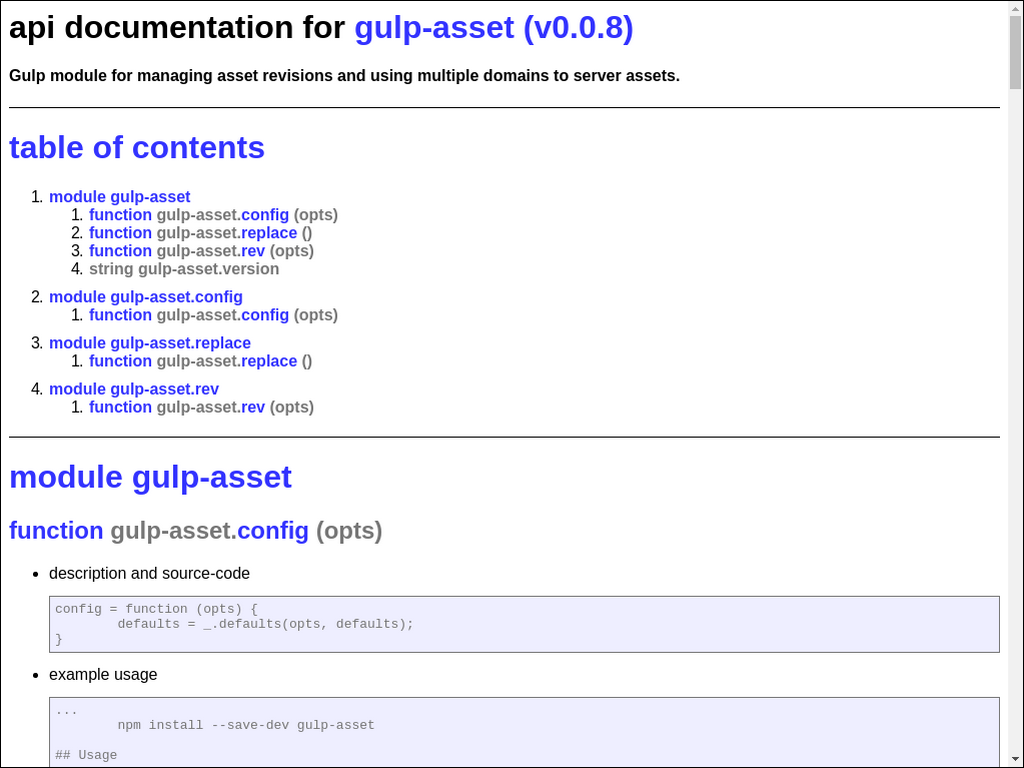 api documentation for gulp-asset (v0.0.8)
Gulp module for managing asset revisions and using multiple domains to server assets.
table of contents
1. module gulp-asset
1. function gulp-asset.config (opts)
2. function gulp-asset.replace ()
3. function gulp-asset.rev (opts)
4. string gulp-asset.version
2. module gulp-asset.config
1. function gulp-asset.config (opts)
3. module gulp-asset.replace
1. function gulp-asset.replace ()
4. module gulp-asset.rev
1. function gulp-asset.rev (opts)
module gulp-asset
function gulp-asset.config (opts)
• description and source-code
config = function (opts) {
        defaults = _.defaults(opts, defaults);
}
• example usage
...
        npm install --save-dev gulp-asset
## Usage